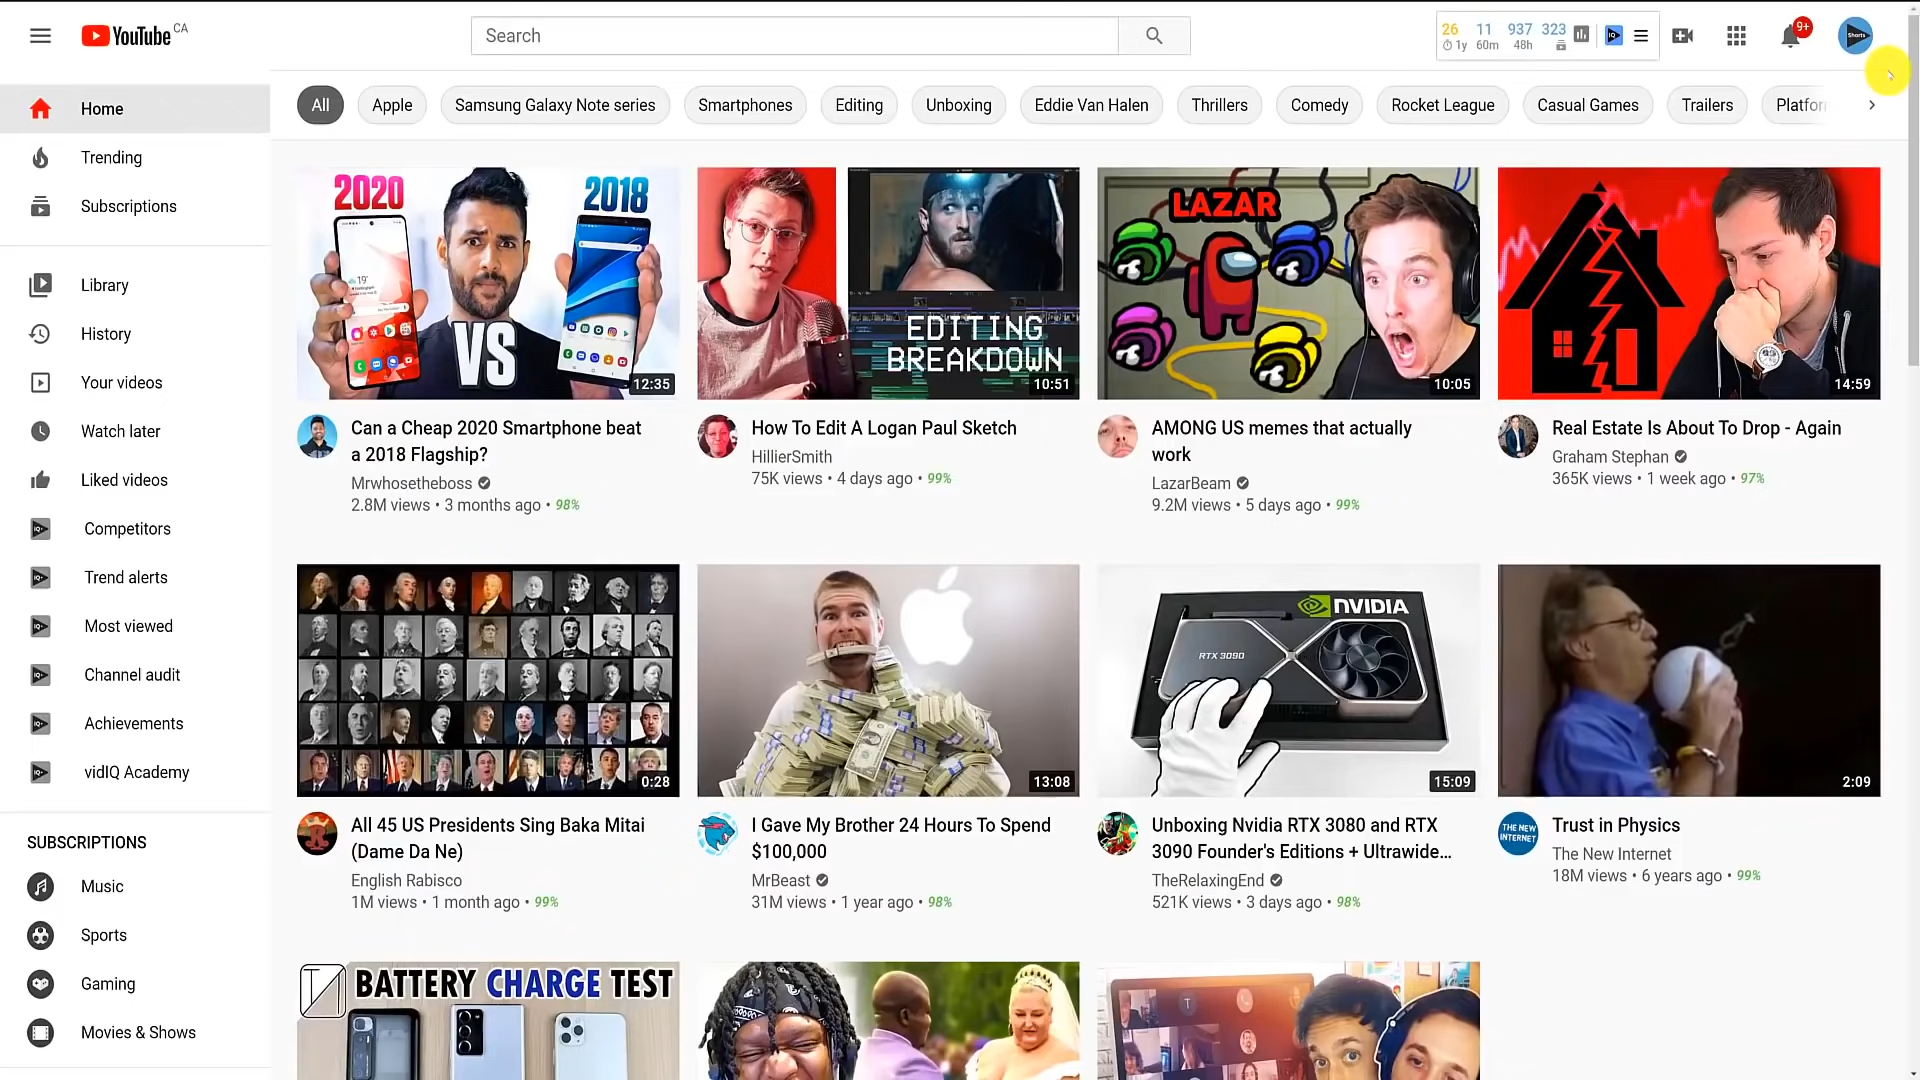 YouTube CA
Search
26 11 937 323
1y 60m 48h
9+
Shorts
Home
Trending
Subscriptions
Library
History
Your videos
Watch later
Liked videos
Competitors
Trend alerts
Most viewed
Channel audit
Achievements
vidIQ Academy
SUBSCRIPTIONS
Music
Sports
Gaming
Movies & Shows
All Apple Samsung Galaxy Note series Smartphones Editing Unboxing Eddie Van Halen Thrillers Comedy Rocket League Casual Games Trailers Platfor
2020 2018
VS
12:35
Can a Cheap 2020 Smartphone beat
a 2018 Flagship?
Mrwhosetheboss
2.8M views • 3 months ago • 98%
EDITING
BREAKDOWN
10:51
How To Edit A Logan Paul Sketch
HillierSmith
75K views • 4 days ago • 99%
LAZAR
10:05
AMONG US memes that actually
work
LazarBeam
9.2M views • 5 days ago • 99%
14:59
Real Estate Is About To Drop - Again
Graham Stephan
365K views • 1 week ago • 97%
0:28
All 45 US Presidents Sing Baka Mitai
(Dame Da Ne)
English Rabisco
1M views • 1 month ago • 99%
13:08
I Gave My Brother 24 Hours To Spend
$100,000
MrBeast
31M views • 1 year ago • 98%
NVIDIA
RTX 3090
15:09
Unboxing Nvidia RTX 3080 and RTX
3090 Founder's Editions + Ultrawide...
TheRelaxingEnd
521K views • 3 days ago • 98%
2:09
THE NEW
INTERNET
Trust in Physics
The New Internet
18M views • 6 years ago • 99%
BATTERY CHARGE TEST